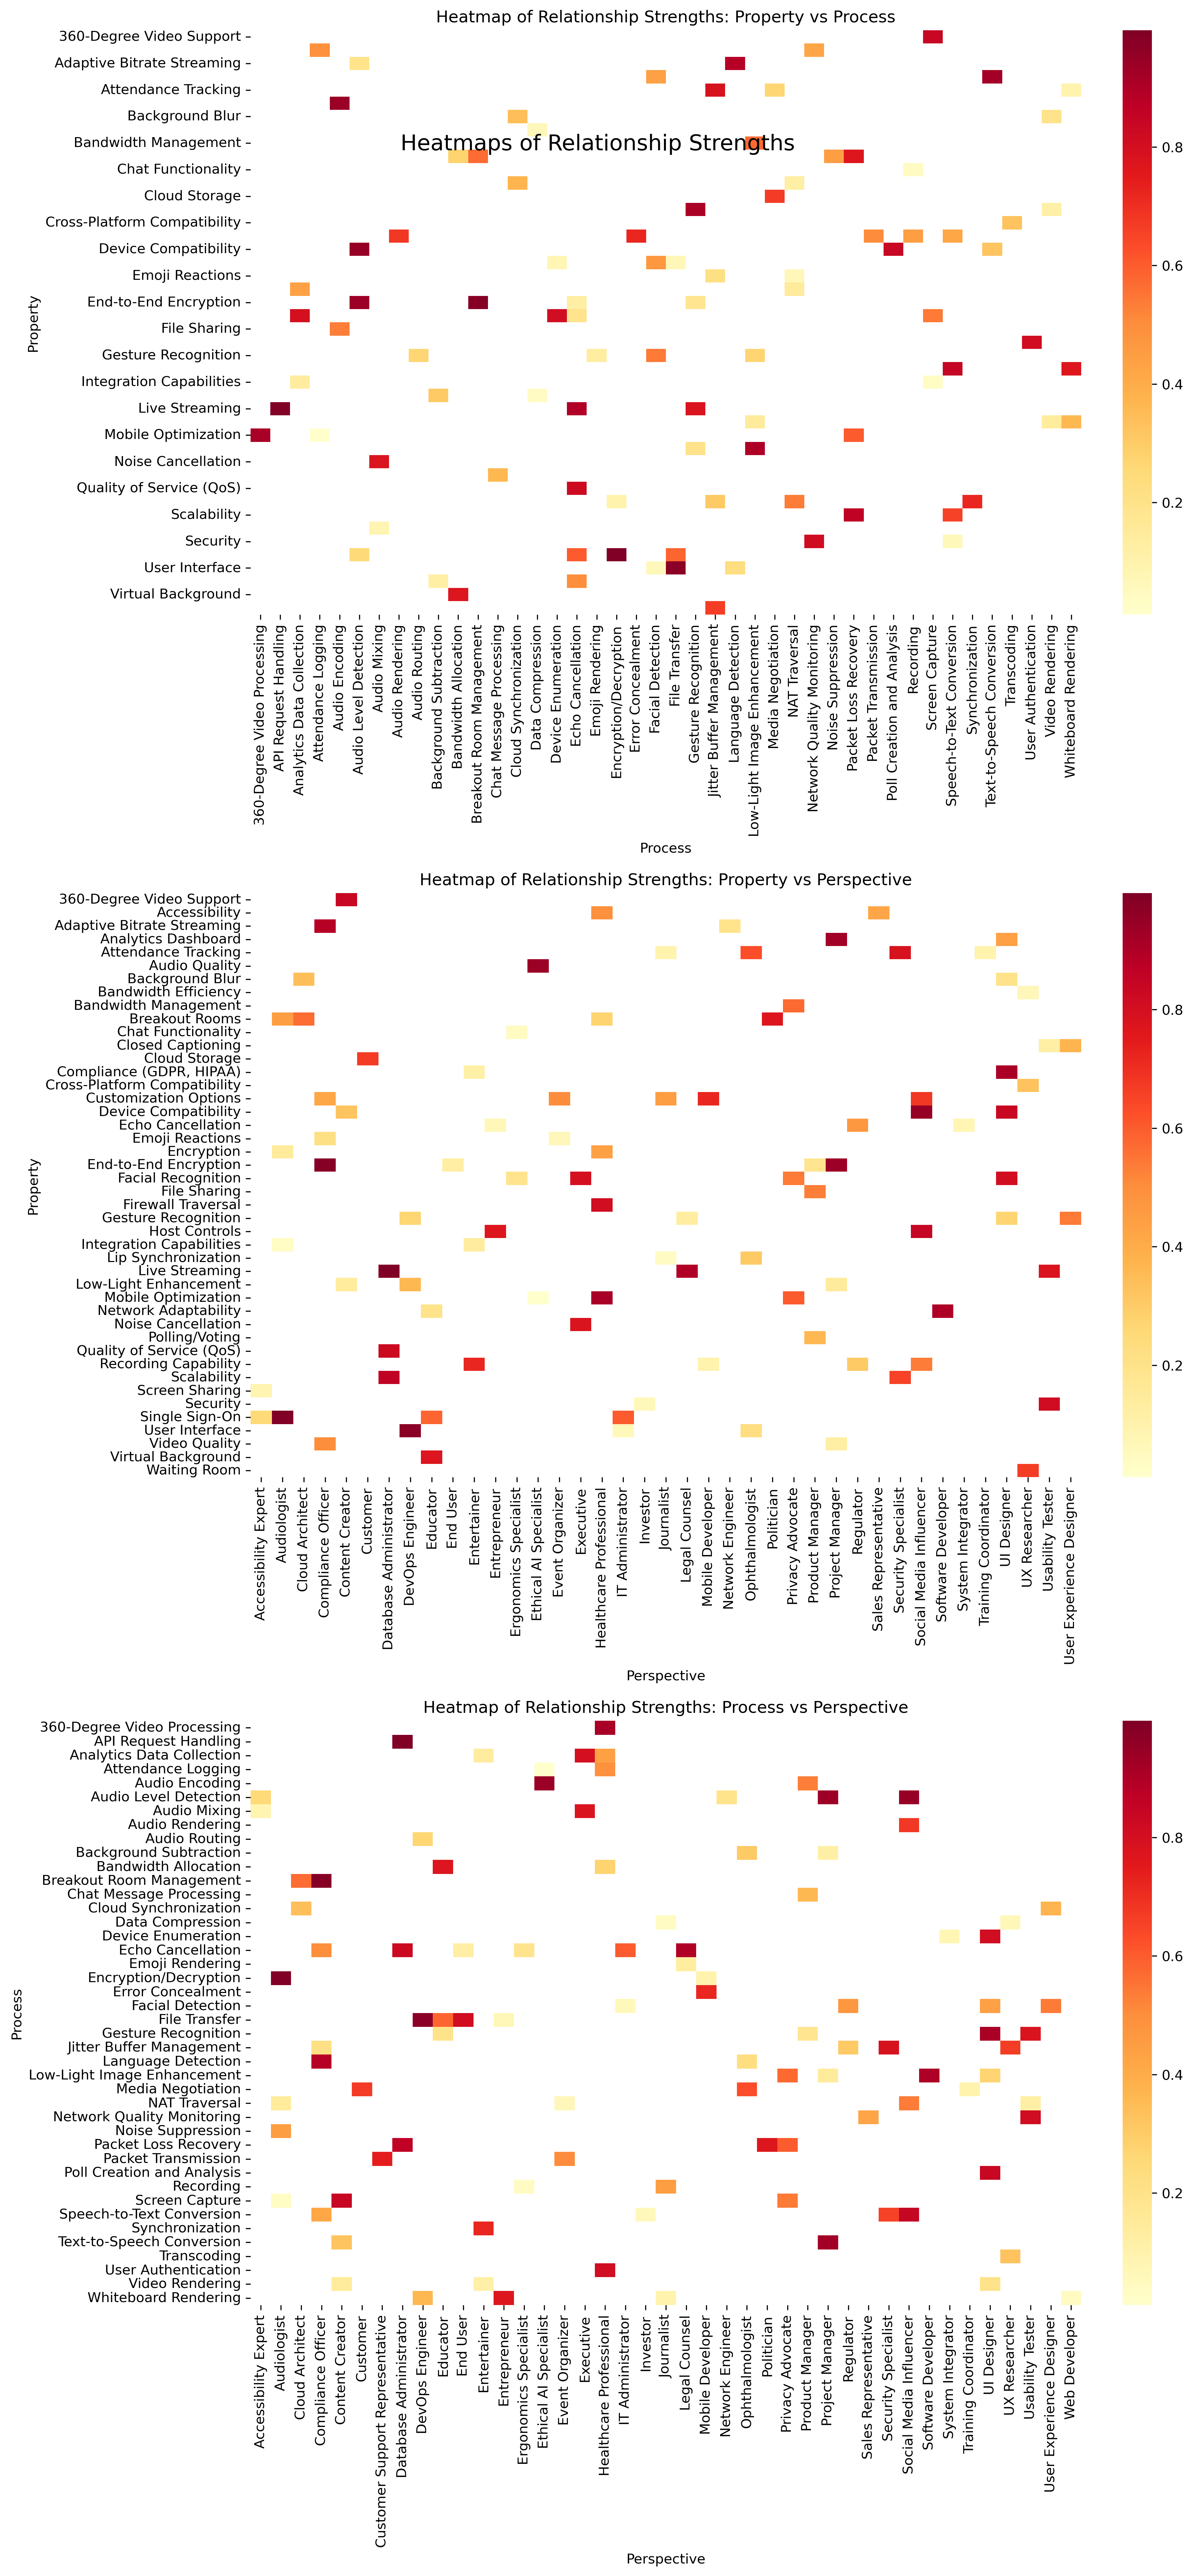 Heatmap of Relationship Strengths: Property vs Process
Heatmaps of Relationship Strengths
Property
360-Degree Video Support
Adaptive Bitrate Streaming
Attendance Tracking
Background Blur
Bandwidth Management
Chat Functionality
Cloud Storage
Cross-Platform Compatibility
Device Compatibility
Emoji Reactions
End-to-End Encryption
File Sharing
Gesture Recognition
Integration Capabilities
Live Streaming
Mobile Optimization
Noise Cancellation
Quality of Service (QoS)
Scalability
Security
User Interface
Virtual Background
0.8
0.6
0.4
0.2
360-Degree Video Processing
API Request Handling
Analytics Data Collection
Attendance Logging
Audio Encoding
Audio Level Detection
Audio Mixing
Audio Rendering
Audio Routing
Background Subtraction
Bandwidth Allocation
Breakout Room Management
Chat Message Processing
Cloud Synchronization
Data Compression
Device Enumeration
Echo Cancellation
Emoji Rendering
Encryption/Decryption
Error Concealment
Facial Detection
File Transfer
Gesture Recognition
Jitter Buffer Management
Language Detection
Low-Light Image Enhancement
Media Negotiation
NAT Traversal
Network Quality Monitoring
Noise Suppression
Packet Loss Recovery
Packet Transmission
Poll Creation and Analysis
Recording
Screen Capture
Speech-to-Text Conversion
Synchronization
Text-to-Speech Conversion
Transcoding
User Authentication
Video Rendering
Whiteboard Rendering
Process
Heatmap of Relationship Strengths: Property vs Perspective
Property
360-Degree Video Support
Accessibility
Adaptive Bitrate Streaming
Analytics Dashboard
Attendance Tracking
Audio Quality
Background Blur
Bandwidth Efficiency
Bandwidth Management
Breakout Rooms
Chat Functionality
Closed Captioning
Cloud Storage
Compliance (GDPR, HIPAA)
Cross-Platform Compatibility
Customization Options
Device Compatibility
Echo Cancellation
Emoji Reactions
Encryption
End-to-End Encryption
Facial Recognition
File Sharing
Firewall Traversal
Gesture Recognition
Host Controls
Integration Capabilities
Lip Synchronization
Live Streaming
Low-Light Enhancement
Mobile Optimization
Network Adaptability
Noise Cancellation
Polling/Voting
Quality of Service (QoS)
Recording Capability
Scalability
Screen Sharing
Security
Single Sign-On
User Interface
Video Quality
Virtual Background
Waiting Room
0.8
0.6
0.4
0.2
Accessibility Expert
Audiologist
Cloud Architect
Compliance Officer
Content Creator
Customer
Database Administrator
DevOps Engineer
Educator
End User
Entertainer
Entrepreneur
Ergonomics Specialist
Ethical AI Specialist
Event Organizer
Executive
Healthcare Professional
IT Administrator
Investor
Journalist
Legal Counsel
Mobile Developer
Network Engineer
Ophthalmologist
Politician
Privacy Advocate
Product Manager
Project Manager
Regulator
Sales Representative
Security Specialist
Social Media Influencer
Software Developer
System Integrator
Training Coordinator
UI Designer
UX Researcher
Usability Tester
User Experience Designer
Perspective
Heatmap of Relationship Strengths: Process vs Perspective
Process
360-Degree Video Processing
API Request Handling
Analytics Data Collection
Attendance Logging
Audio Encoding
Audio Level Detection
Audio Mixing
Audio Rendering
Audio Routing
Background Subtraction
Bandwidth Allocation
Breakout Room Management
Chat Message Processing
Cloud Synchronization
Data Compression
Device Enumeration
Echo Cancellation
Emoji Rendering
Encryption/Decryption
Error Concealment
Facial Detection
File Transfer
Gesture Recognition
Jitter Buffer Management
Language Detection
Low-Light Image Enhancement
Media Negotiation
NAT Traversal
Network Quality Monitoring
Noise Suppression
Packet Loss Recovery
Packet Transmission
Poll Creation and Analysis
Recording
Screen Capture
Speech-to-Text Conversion
Synchronization
Text-to-Speech Conversion
Transcoding
User Authentication
Video Rendering
Whiteboard Rendering
0.8
0.6
0.4
0.2
Accessibility Expert
Audiologist
Cloud Architect
Compliance Officer
Content Creator
Customer
Customer Support Representative
Database Administrator
DevOps Engineer
Educator
End User
Entertainer
Entrepreneur
Ergonomics Specialist
Ethical AI Specialist
Event Organizer
Executive
Healthcare Professional
IT Administrator
Investor
Journalist
Legal Counsel
Mobile Developer
Network Engineer
Ophthalmologist
Politician
Privacy Advocate
Product Manager
Project Manager
Regulator
Sales Representative
Security Specialist
Social Media Influencer
Software Developer
System Integrator
Training Coordinator
UI Designer
UX Researcher
Usability Tester
User Experience Designer
Web Developer
Perspective